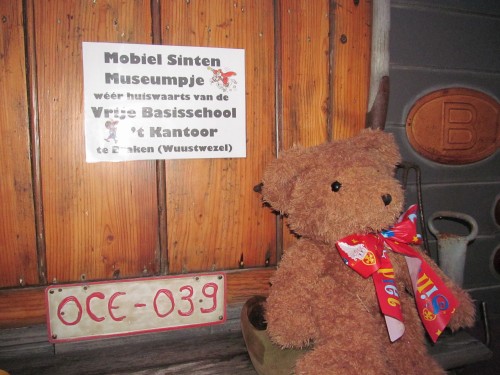 Mobiel Sinten
Museumpje
wéér huiswaarts van de
Vrije Basisschool
't Kantoor
te (Wuustwezel)
OCE-039
B